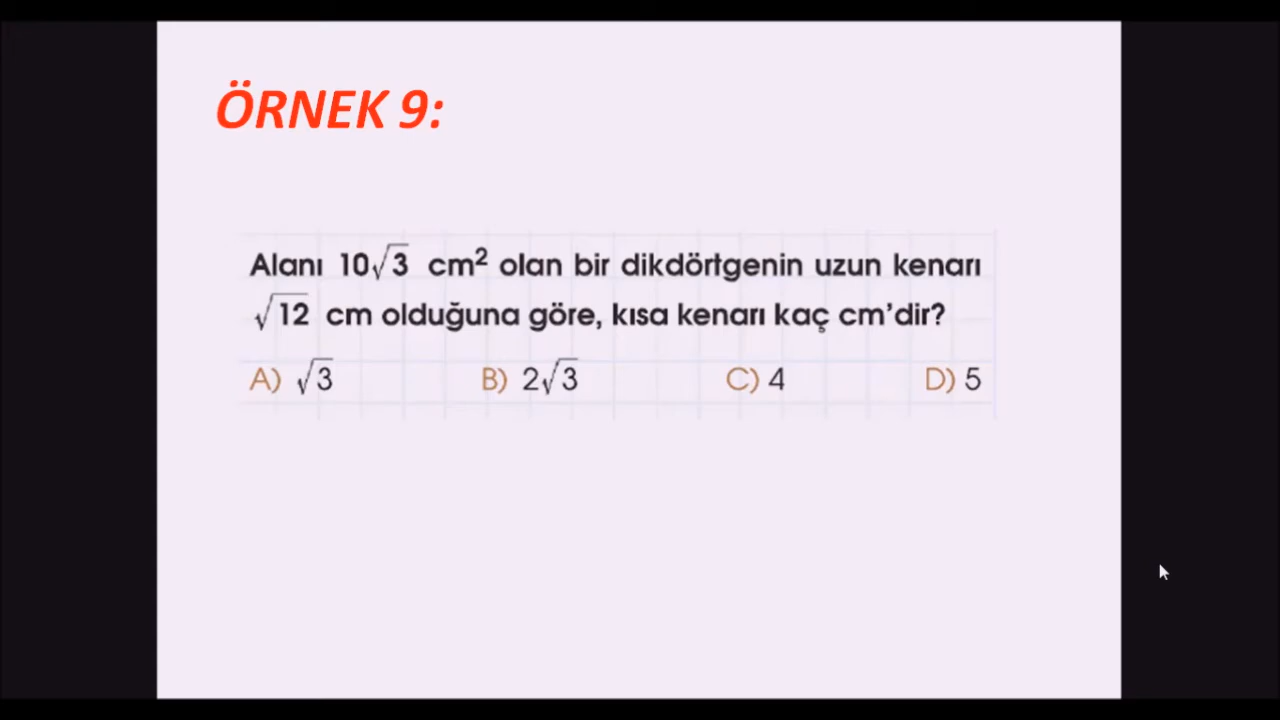 ÖRNEK 9:
Alanı 10√3 cm² olan bir dikdörtgenin uzun kenarı
√12 cm olduğuna göre, kısa kenarı kaç cm'dir?
A) √3 B) 2√3 C) 4 D) 5